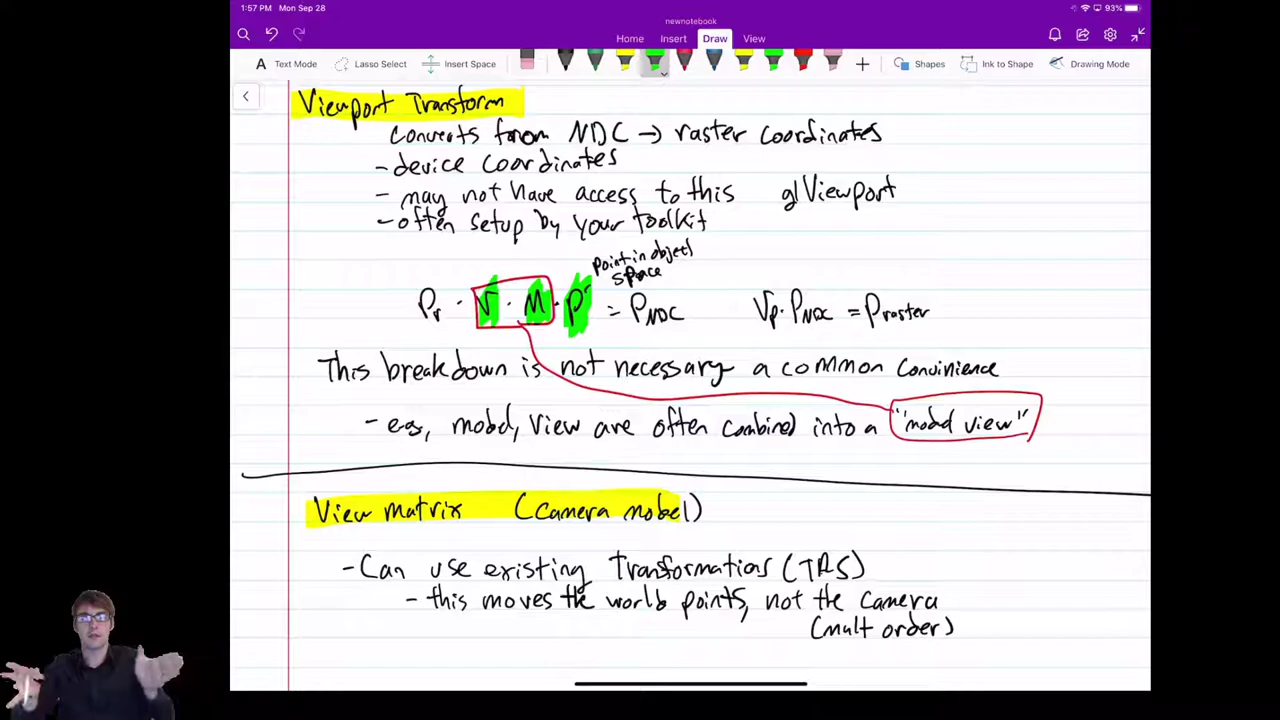 1:57 PM Mon Sep 28
93%
newnotebook
Home Insert Draw View
Text Mode Lasso Select Insert Space Shapes Ink to Shape Drawing Mode
Viewport Transform
converts from NDC → raster coordinates
- device coordinates
- may not have access to this glViewport
- often setup by your toolkit
point in object
space
Pr · V · M · P = PNDC Vp · PNDC = Praster
This breakdown is not necessary a common convinience
- e.g, model, view are often combined into a "model view"
View matrix (camera mobel)
- Can use existing Transformations (TRS)
- this moves the world points, not the camera
(mult order)